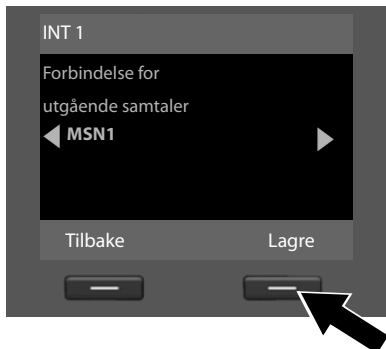 INT 1
Forbindelse for
utgående samtaler
MSN1
Tilbake Lagre